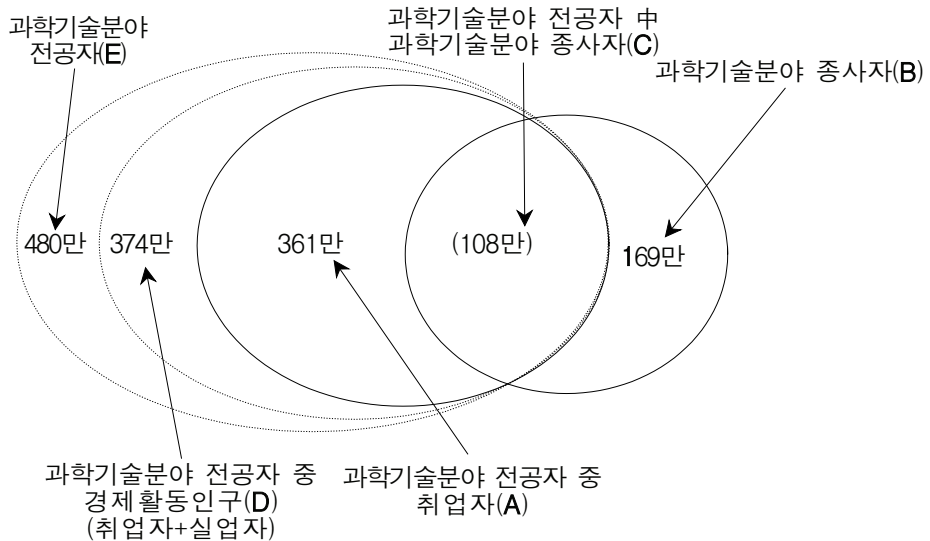 과학기술분야
전공자(E)
과학기술분야 전공자 中
과학기술분야 종사자(C)
과학기술분야 종사자(B)
480만
374만
361만
(108만)
169만
과학기술분야 전공자 중
경제활동인구(D)
(취업자+실업자)
과학기술분야 전공자 중
취업자(A)